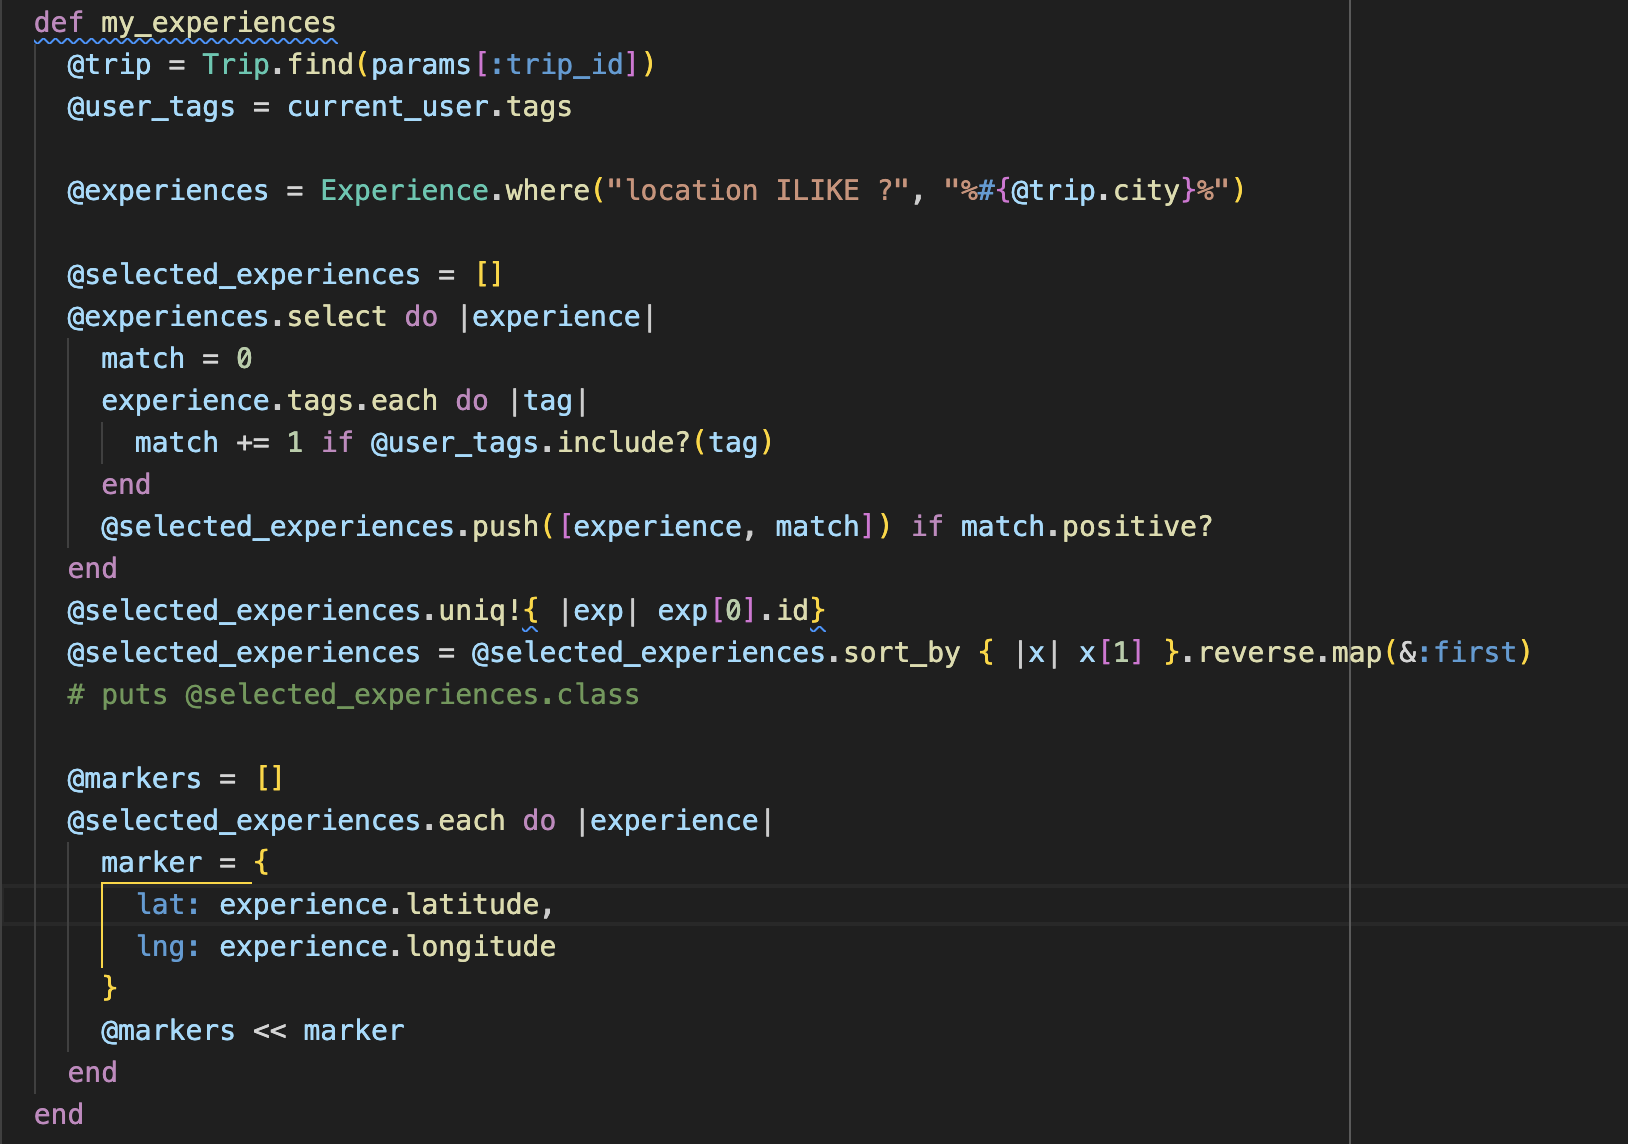 def my_experiences
  @trip = Trip.find(params[:trip_id])
  @user_tags = current_user.tags

  @experiences = Experience.where("location ILIKE ?", "%#{@trip.city}%")

  @selected_experiences = []
  @experiences.select do |experience|
    match = 0
    experience.tags.each do |tag|
      match += 1 if @user_tags.include?(tag)
    end
    @selected_experiences.push([experience, match]) if match.positive?
  end
  @selected_experiences.uniq!{ |exp| exp[0].id}
  @selected_experiences = @selected_experiences.sort_by { |x| x[1] }.reverse.map(&:first)
  # puts @selected_experiences.class

  @markers = []
  @selected_experiences.each do |experience|
    marker = {
      lat: experience.latitude,
      lng: experience.longitude
    }
    @markers << marker
  end
end